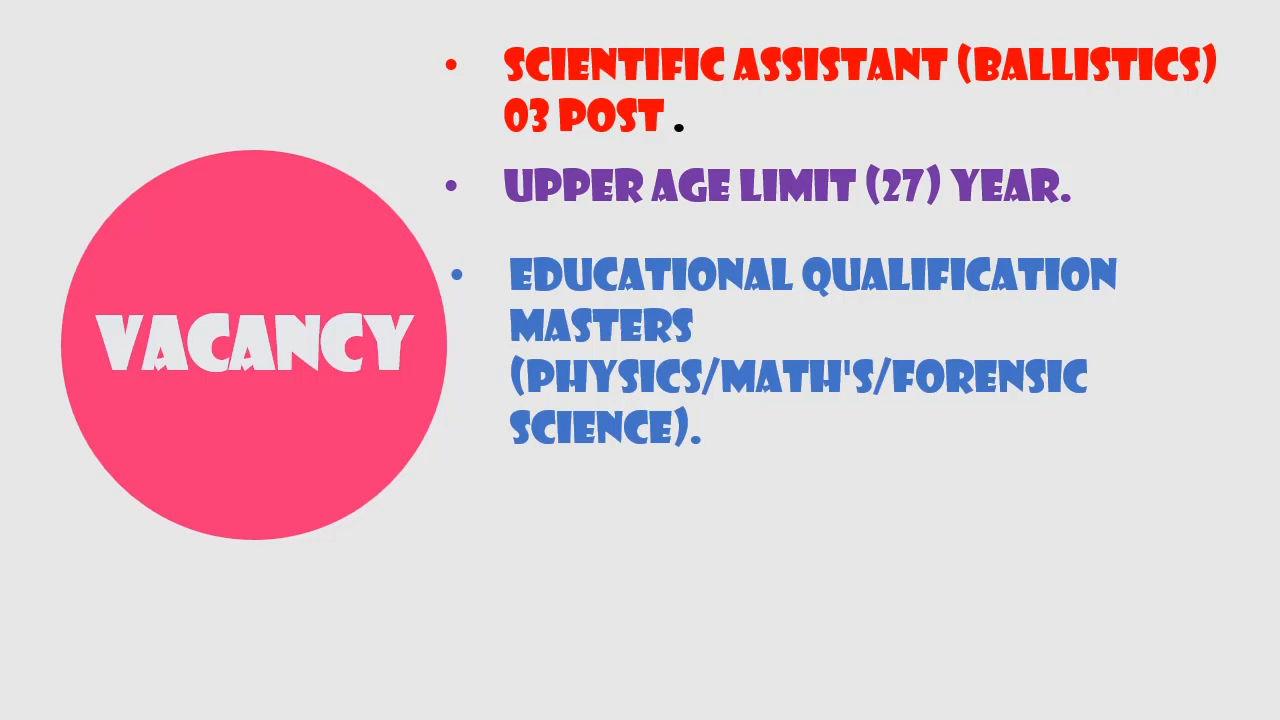 VACANCY
• SCIENTIFIC ASSISTANT (BALLISTICS)
03 POST .
• UPPER AGE LIMIT (27) YEAR.
• EDUCATIONAL QUALIFICATION
MASTERS
(PHYSICS/MATH'S/FORENSIC
SCIENCE).